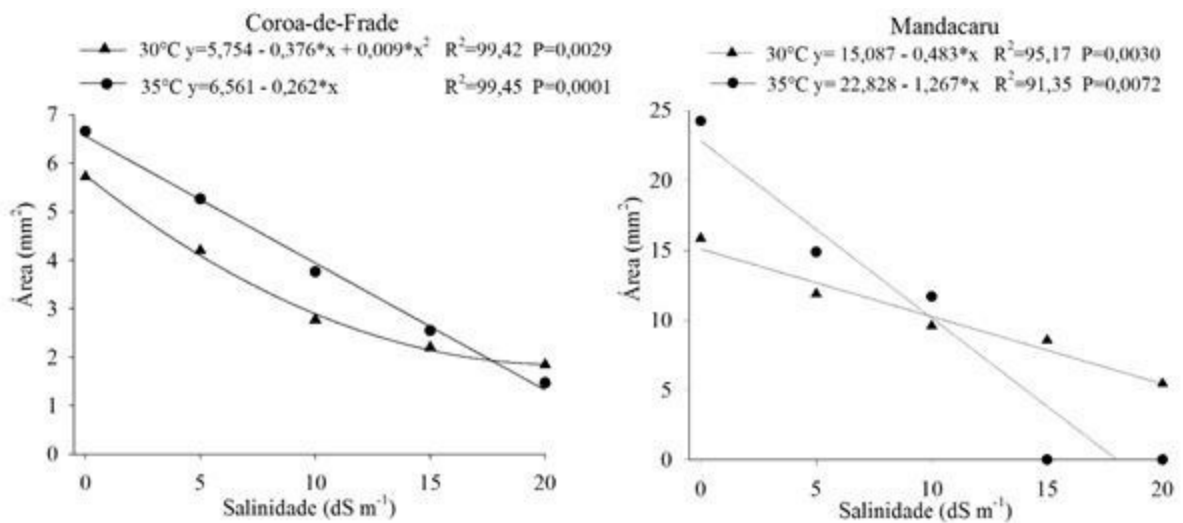 Coroa-de-Frade
30°C y=5,754 - 0,376*x + 0,009*x² R²=99,42 P=0,0029
35°C y=6,561 - 0,262*x R²=99,45 P=0,0001
Área (mm²)
7
6
5
4
3
2
1
0
0 5 10 15 20
Salinidade (dS m⁻¹)
Mandacaru
30°C y= 15,087 - 0,483*x R²=95,17 P=0,0030
35°C y= 22,828 - 1,267*x R²=91,35 P=0,0072
Área (mm²)
25
20
15
10
5
0
0 5 10 15 20
Salinidade (dS m⁻¹)